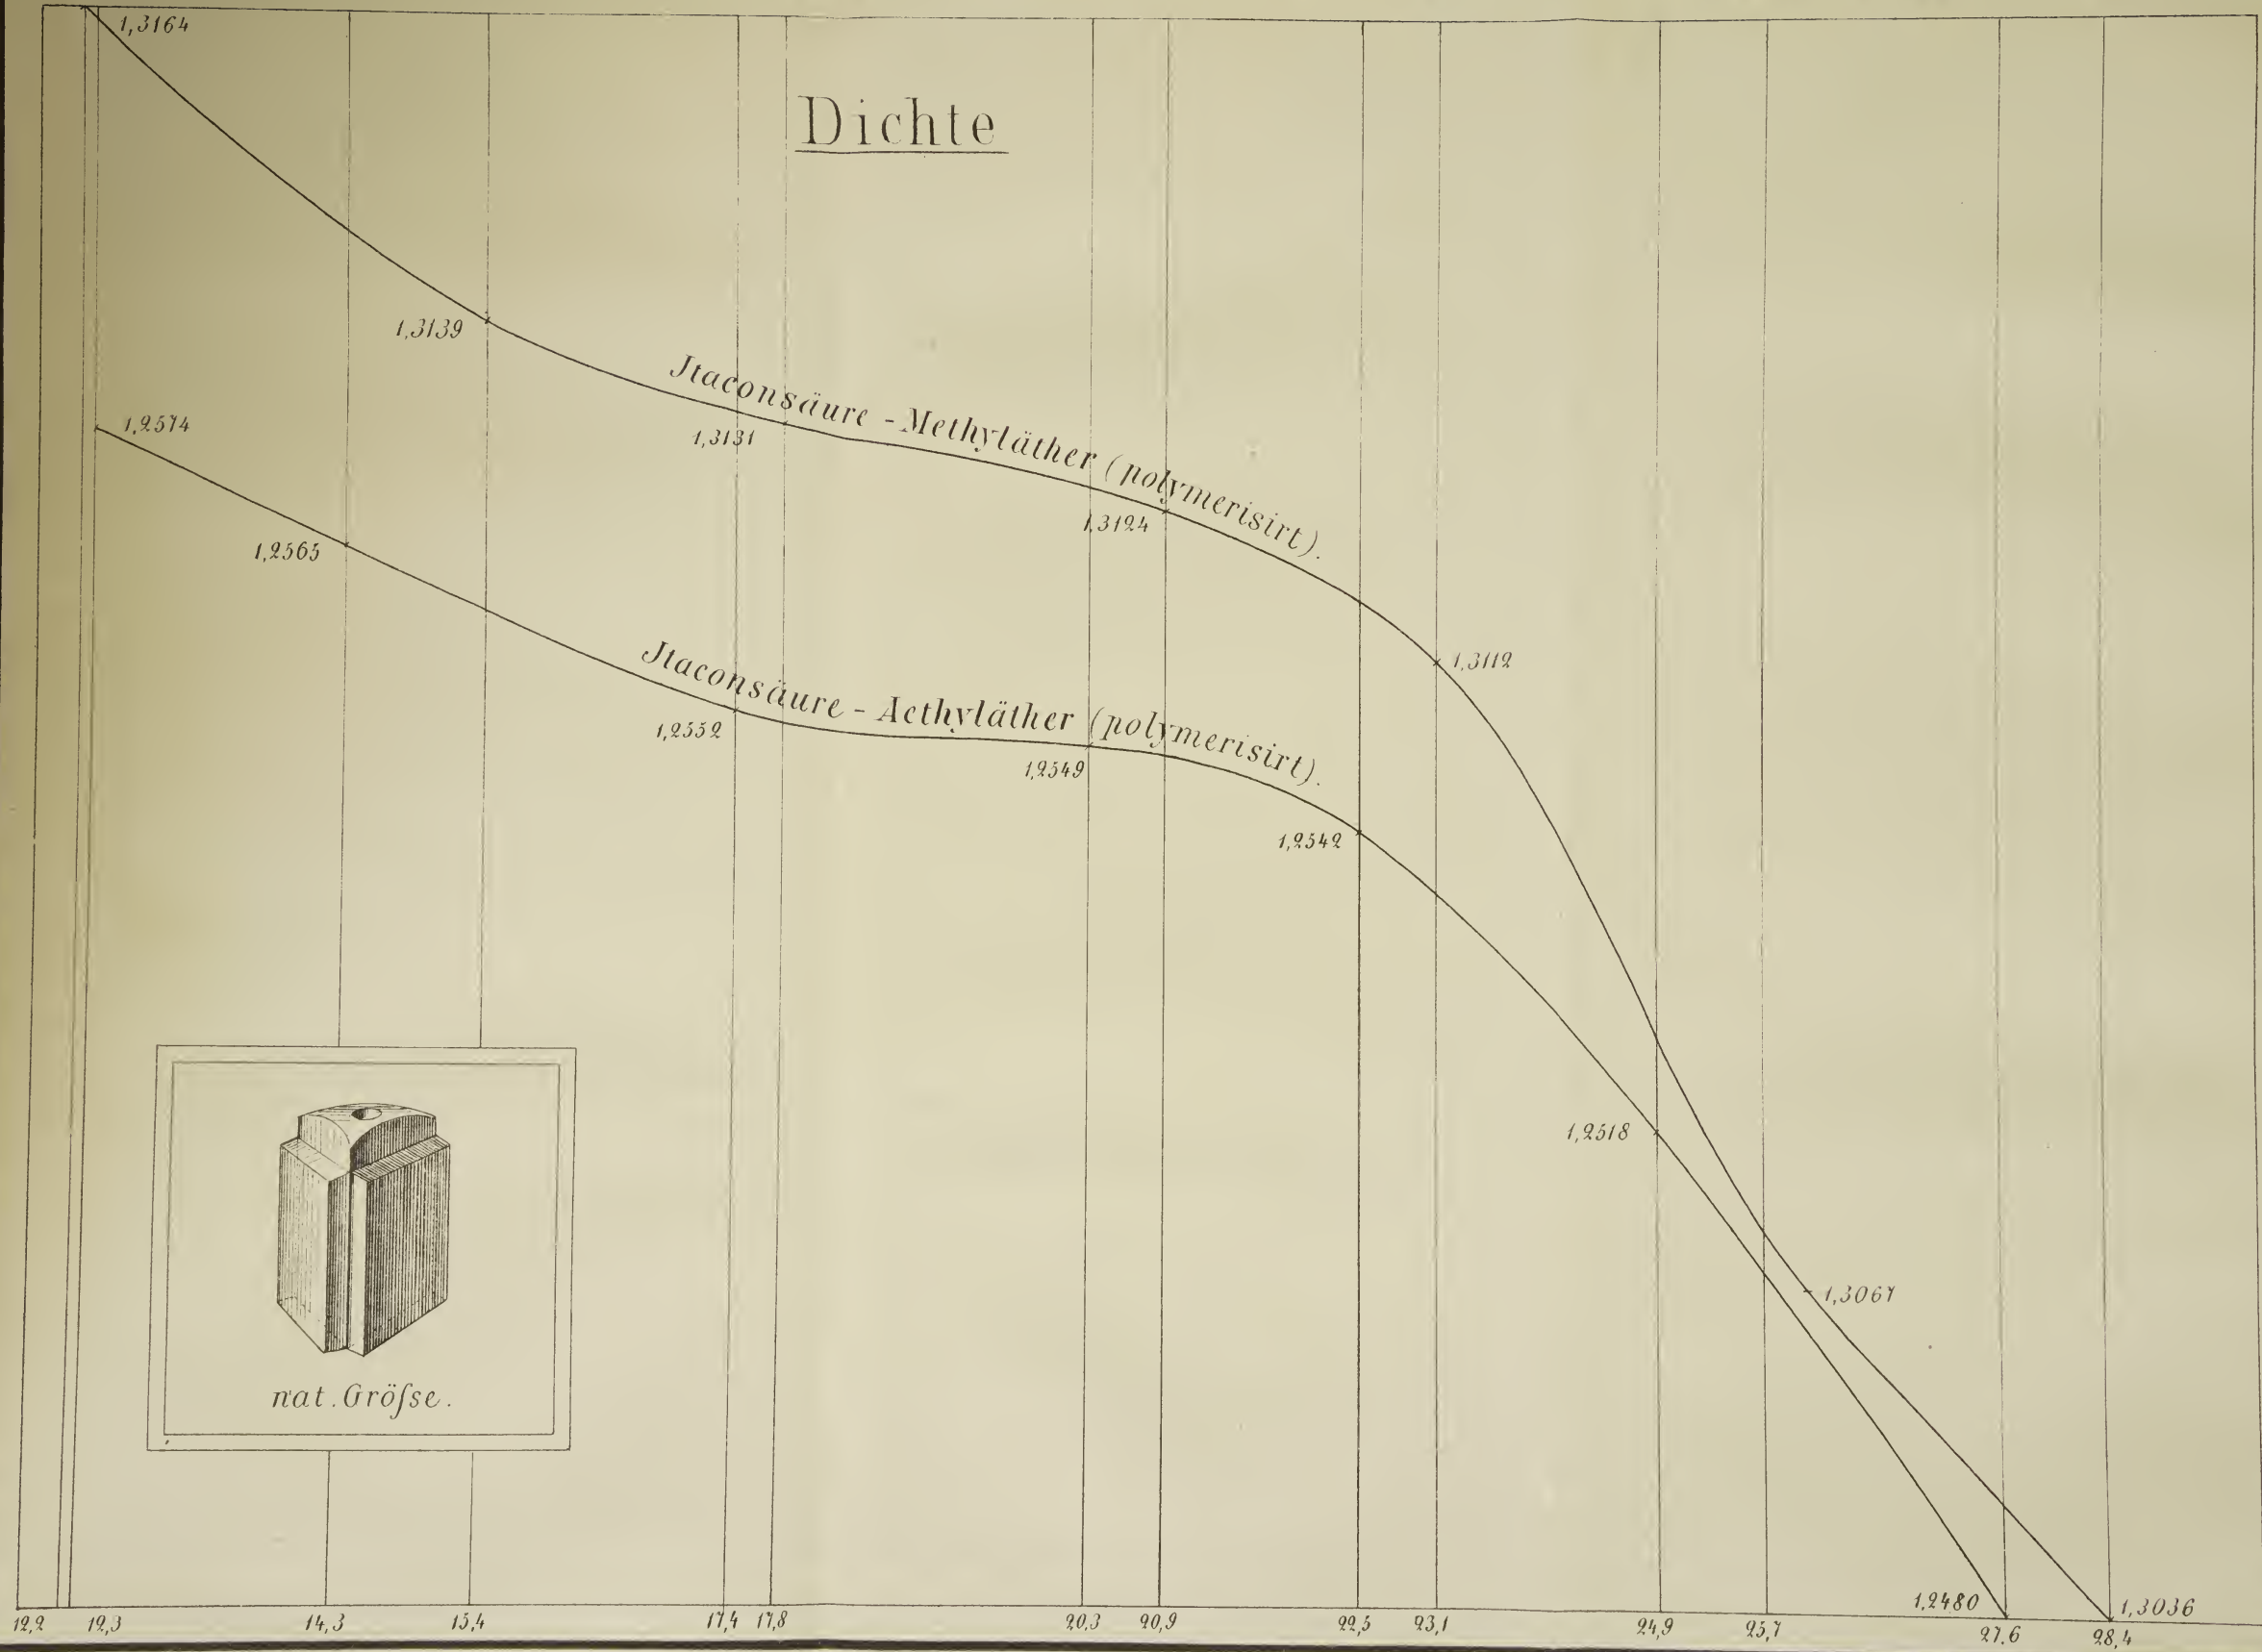 1,3164
Dichte
1,3139
Jtaconsäure - Methyläther (polymerisirt).
1,2574
1,3131
1,3124
1,2565
1,3112
Jtaconsäure - Aethyläther (polymerisirt).
1,2552
1,2549
1,2542
1,2518
1,3067
nat. Gröſse.
1,2480
1,3036
12,2 12,3 14,3 15,4 17,4 17,8 20,3 20,9 22,5 23,1 24,9 25,7 27,6 28,4